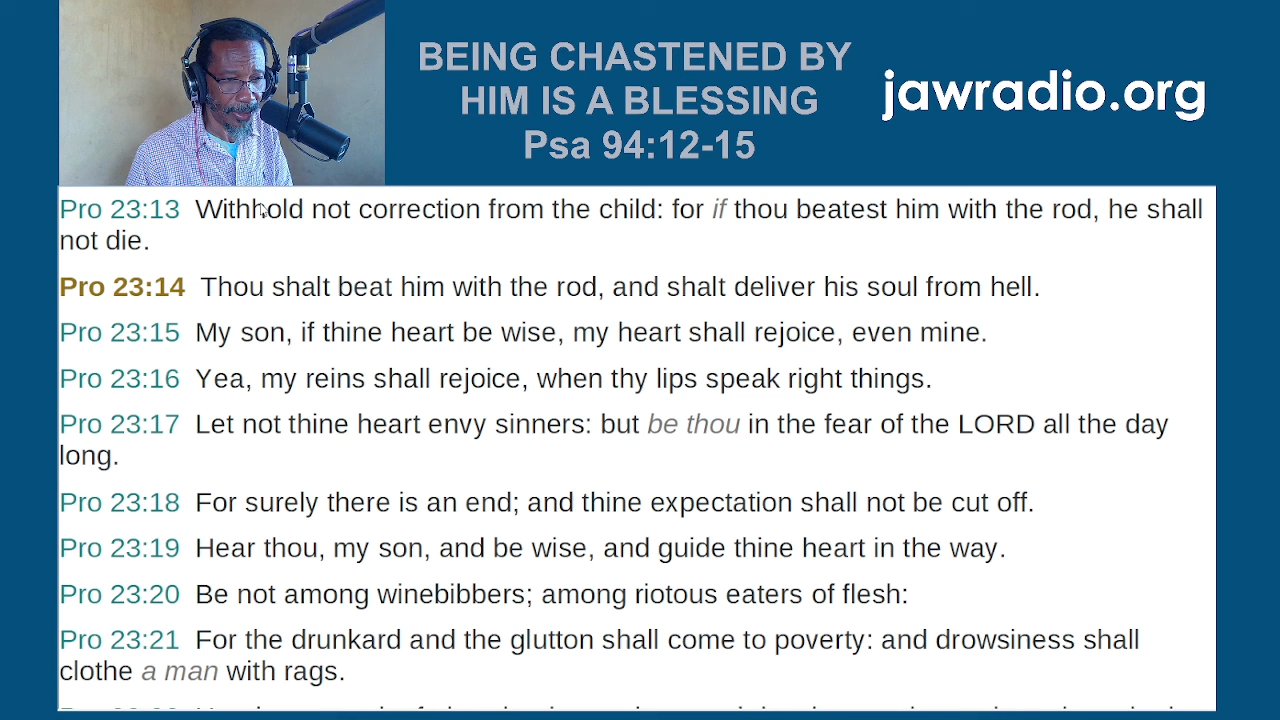 BEING CHASTENED BY
HIM IS A BLESSING
Psa 94:12-15
jawradio.org
Pro 23:13 Withhold not correction from the child: for if thou beatest him with the rod, he shall
not die.
Pro 23:14 Thou shalt beat him with the rod, and shalt deliver his soul from hell.
Pro 23:15 My son, if thine heart be wise, my heart shall rejoice, even mine.
Pro 23:16 Yea, my reins shall rejoice, when thy lips speak right things.
Pro 23:17 Let not thine heart envy sinners: but be thou in the fear of the LORD all the day
long.
Pro 23:18 For surely there is an end; and thine expectation shall not be cut off.
Pro 23:19 Hear thou, my son, and be wise, and guide thine heart in the way.
Pro 23:20 Be not among winebibbers; among riotous eaters of flesh:
Pro 23:21 For the drunkard and the glutton shall come to poverty: and drowsiness shall
clothe a man with rags.